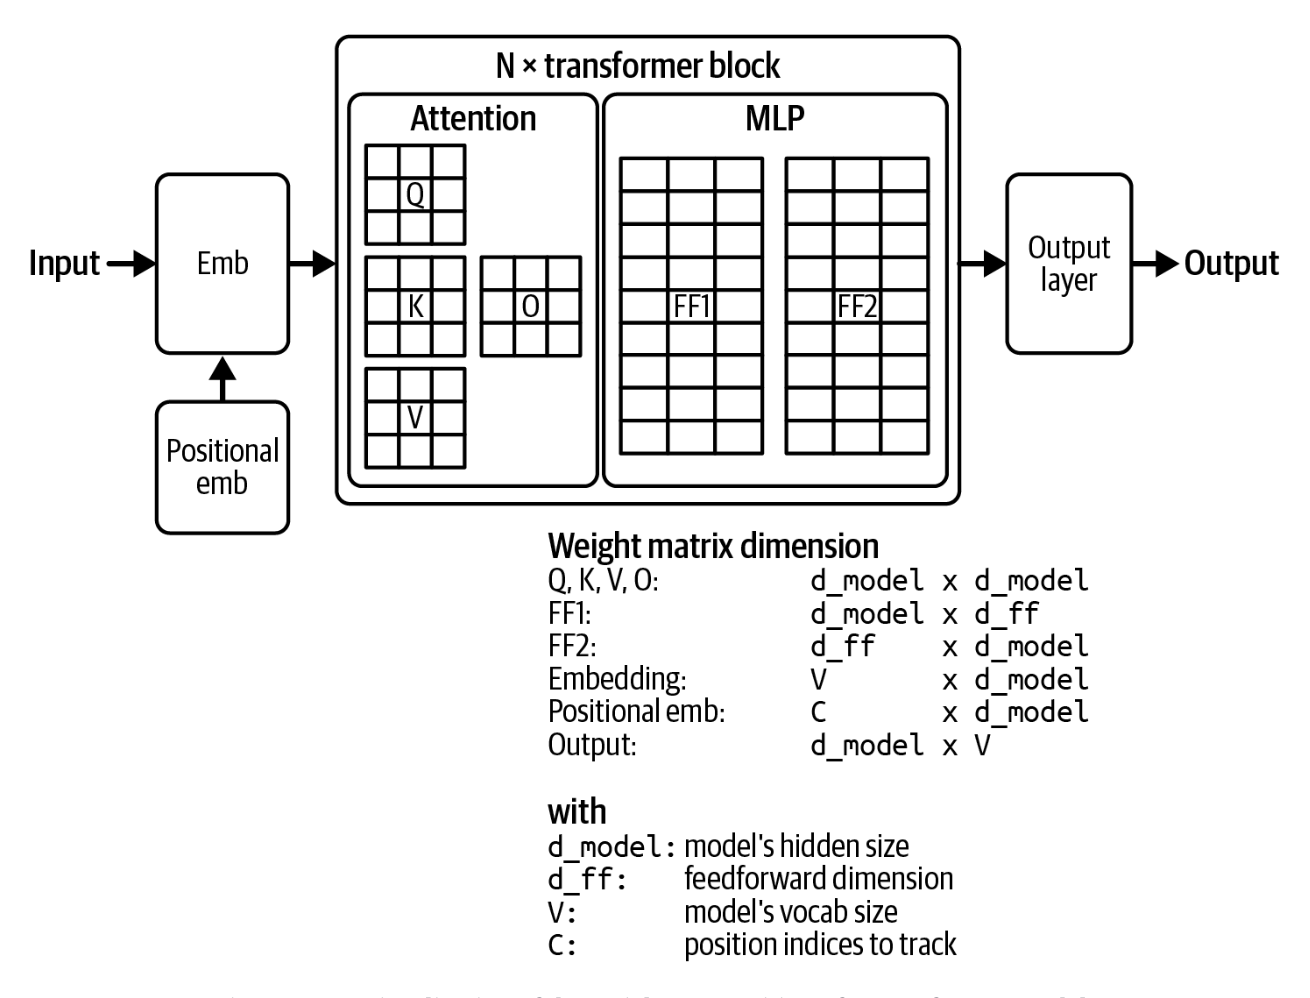 N × transformer block
Attention
MLP
Q
K
O
V
FF1
FF2
Input
Emb
Positional
emb
Output
layer
Output
Weight matrix dimension
Q, K, V, O: d_model x d_model
FF1: d_model x d_ff
FF2: d_ff x d_model
Embedding: V x d_model
Positional emb: C x d_model
Output: d_model x V
with
d_model: model's hidden size
d_ff: feedforward dimension
V: model's vocab size
C: position indices to track